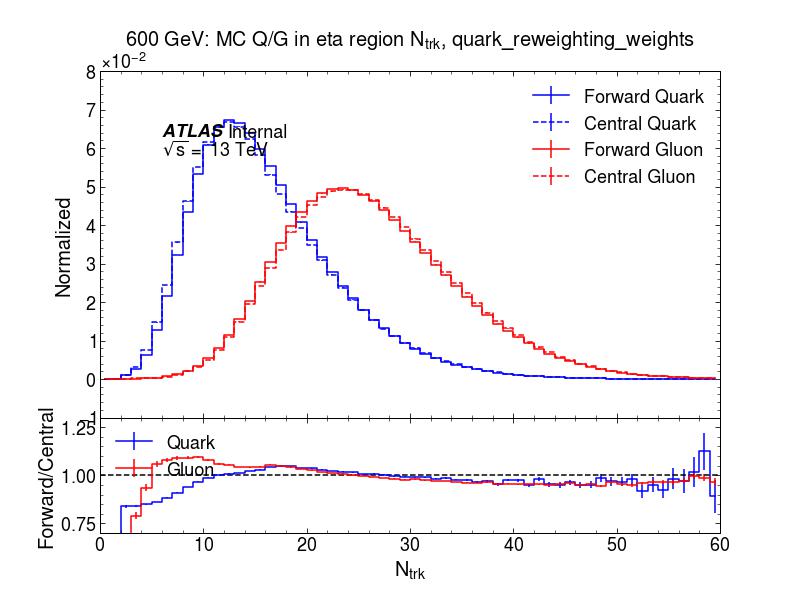 600 GeV: MC Q/G in eta region Ntrk, quark_reweighting_weights
×10−2
8
7
6
5
4
3
2
1
0
−1
Normalized
ATLAS Internal
√s = 13 TeV
Forward Quark
Central Quark
Forward Gluon
Central Gluon
1.25
1.00
0.75
Forward/Central
Quark
Gluon
0 10 20 30 40 50 60
Ntrk